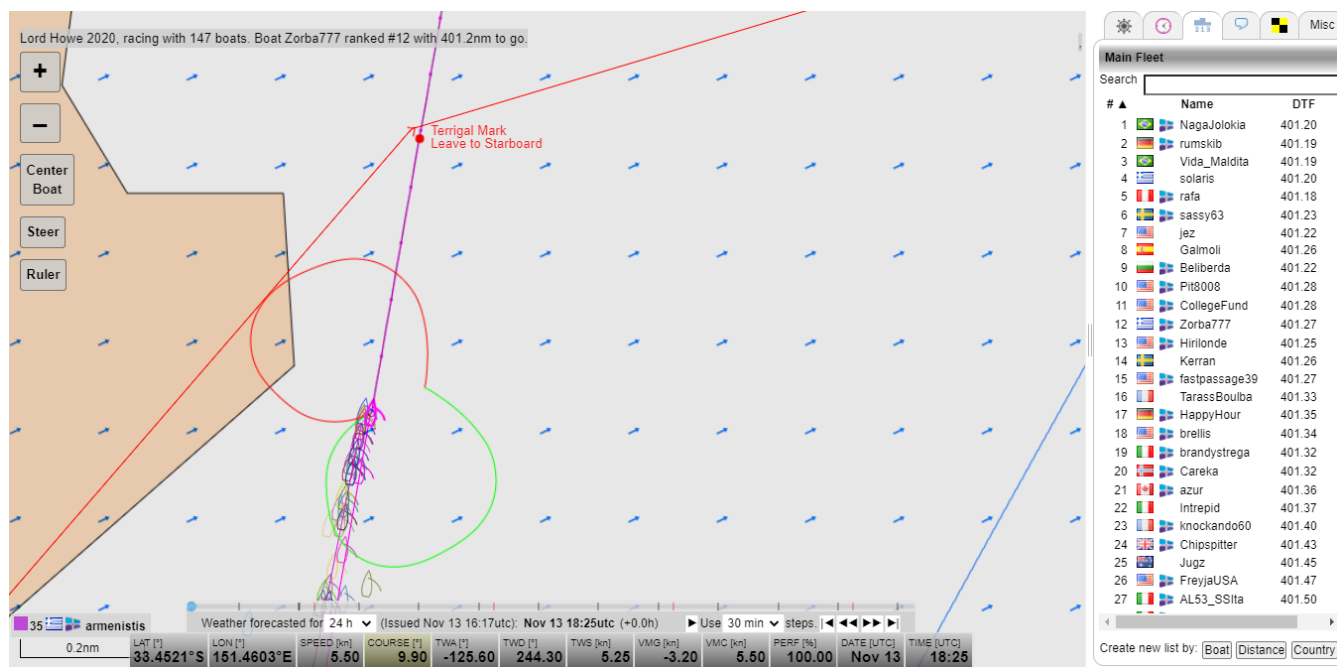 Lord Howe 2020, racing with 147 boats. Boat Zorba777 ranked #12 with 401.2nm to go.
+
−
Center
Boat
Steer
Ruler
Terrigal Mark
Leave to Starboard
35 armenistis
0.2nm
Weather forecasted for 24 h (Issued Nov 13 16:17utc): Nov 13 18:25utc (+0.0h) Use 30 min steps.
LAT [°] LON [°] SPEED [kn] COURSE [°] TWA [°] TWD [°] TWS [kn] VMG [kn] VMC [kn] PERF [%] DATE [UTC] TIME [UTC]
33.4521°S 151.4603°E 5.50 9.90 -125.60 244.30 5.25 -3.20 5.50 100.00 Nov 13 18:25
Misc
Main Fleet
Search
# ▲ Name DTF
1 NagaJolokia 401.20
2 rumskib 401.19
3 Vida_Maldita 401.19
4 solaris 401.20
5 rafa 401.18
6 sassy63 401.23
7 jez 401.22
8 Galmoli 401.26
9 Beliberda 401.22
10 Pit8008 401.28
11 CollegeFund 401.28
12 Zorba777 401.27
13 Hirilonde 401.25
14 Kerran 401.26
15 fastpassage39 401.27
16 TarassBoulba 401.33
17 HappyHour 401.35
18 brellis 401.34
19 brandystrega 401.32
20 Careka 401.32
21 azur 401.36
22 Intrepid 401.37
23 knockando60 401.40
24 Chipspitter 401.43
25 Jugz 401.45
26 FreyjaUSA 401.47
27 AL53_SSIta 401.50
Create new list by: Boat Distance Country